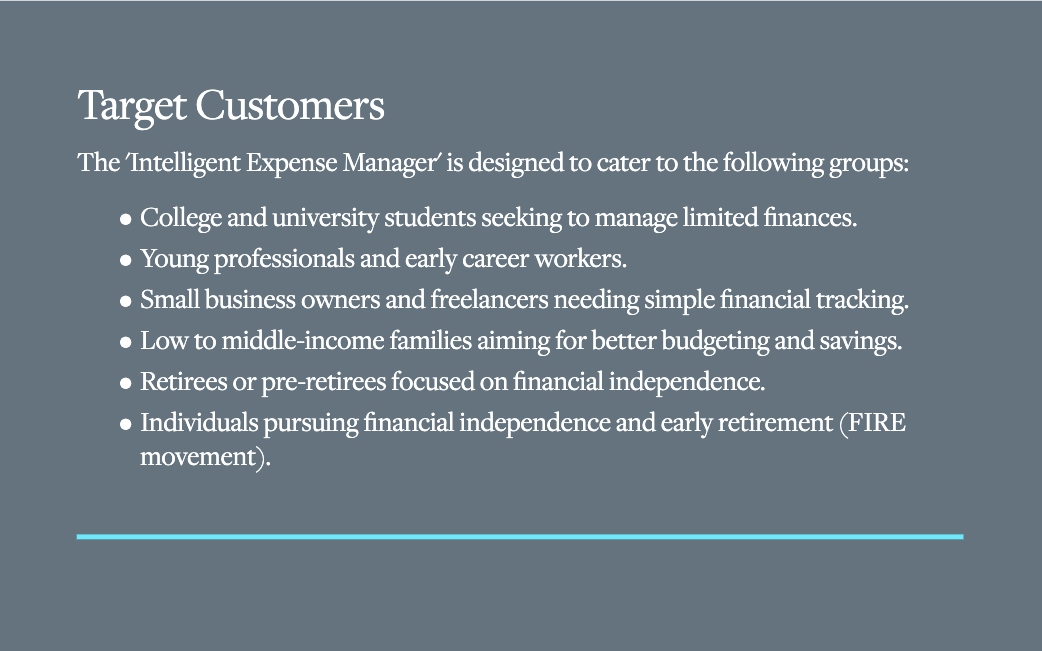 Target Customers
The 'Intelligent Expense Manager' is designed to cater to the following groups:
● College and university students seeking to manage limited finances.
● Young professionals and early career workers.
● Small business owners and freelancers needing simple financial tracking.
● Low to middle-income families aiming for better budgeting and savings.
● Retirees or pre-retirees focused on financial independence.
● Individuals pursuing financial independence and early retirement (FIRE
movement).